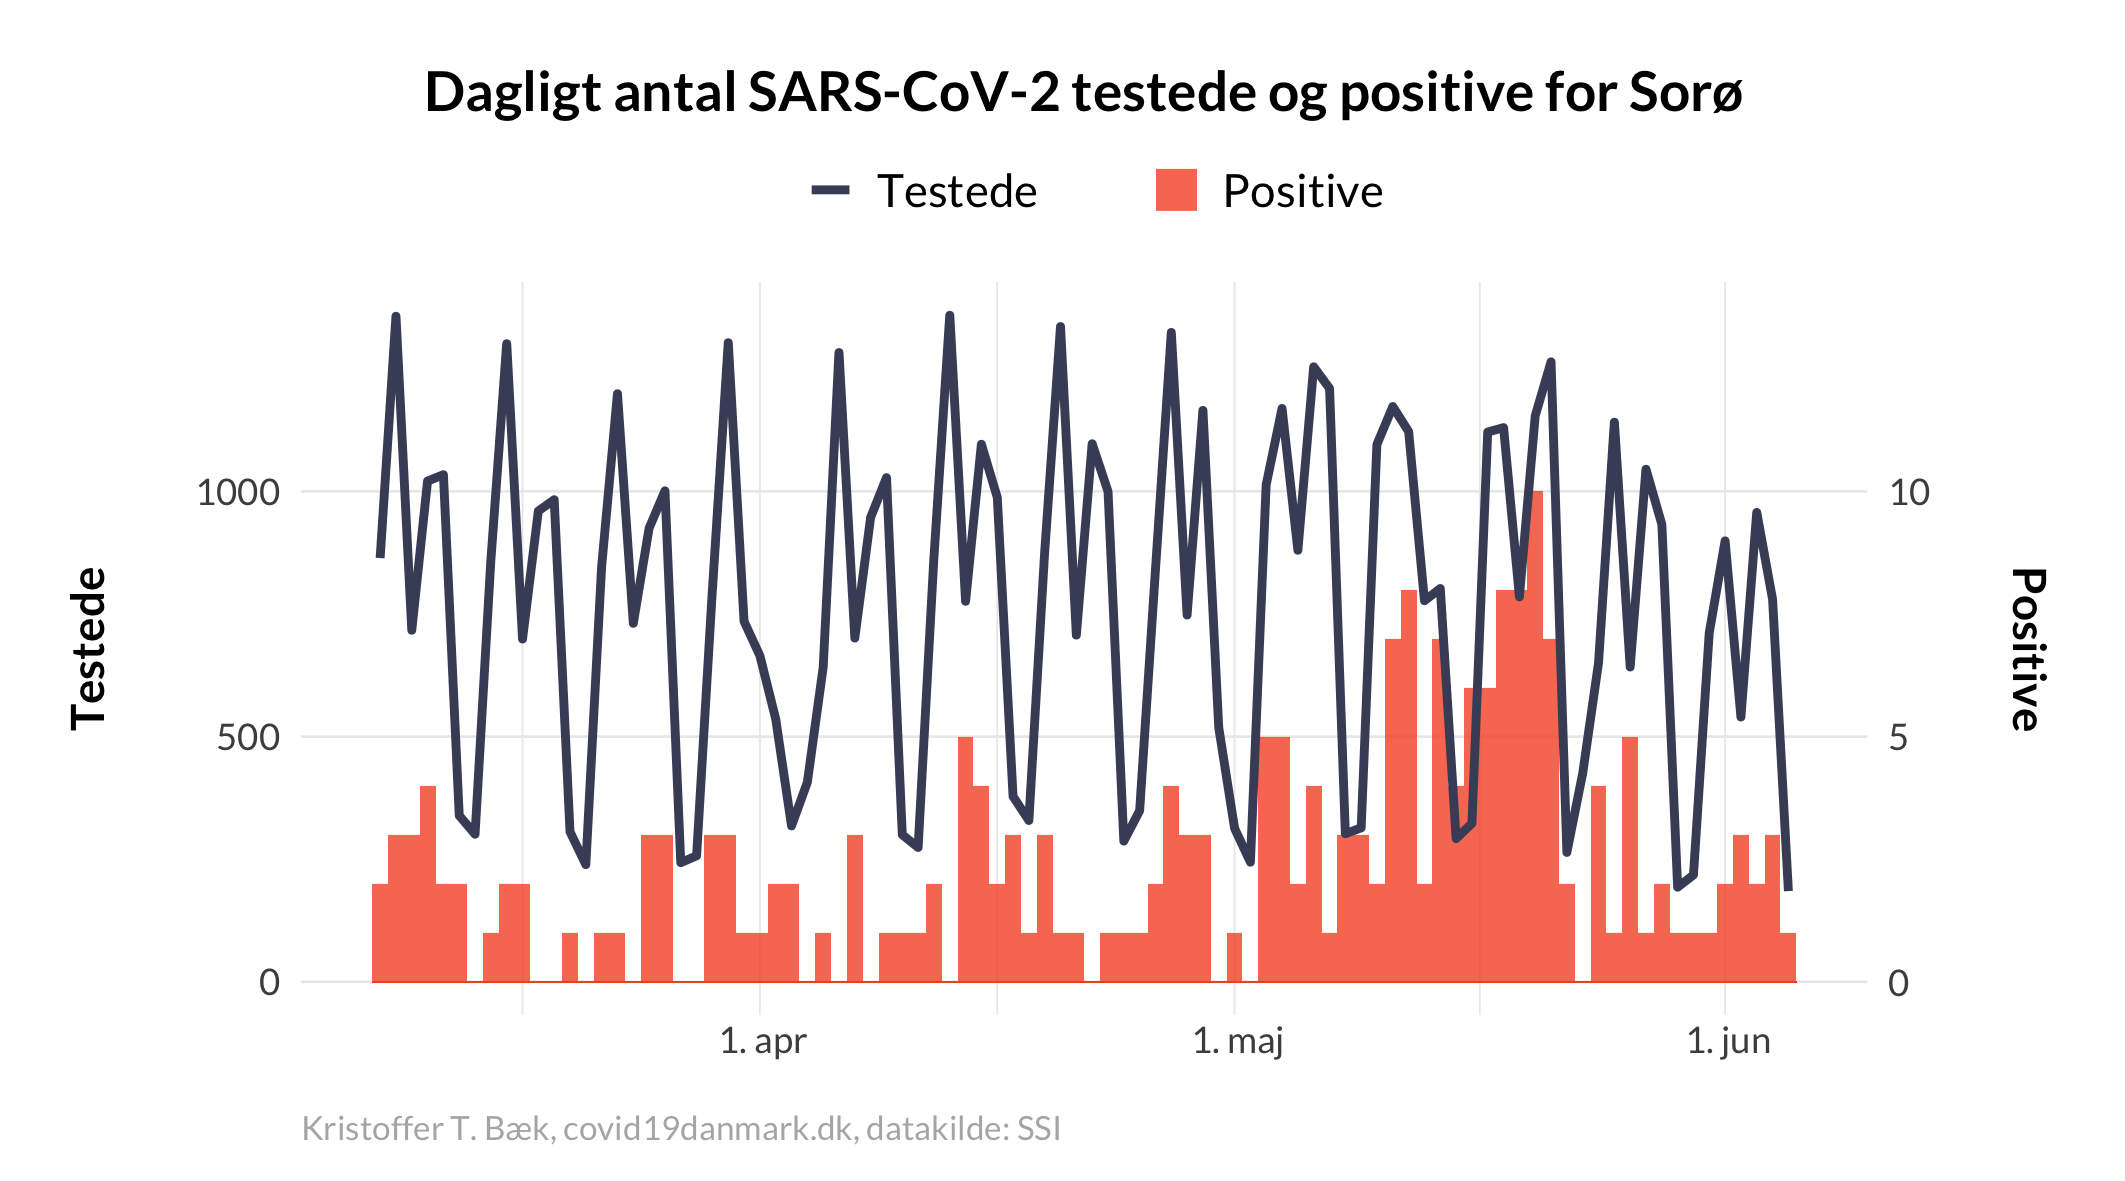 Dagligt antal SARS-CoV-2 testede og positive for Sorø
Testede
Positive
Testede
1000
500
0
10
5
0
Positive
1. apr
1. maj
1. jun
Kristoffer T. Bæk, covid19danmark.dk, datakilde: SSI